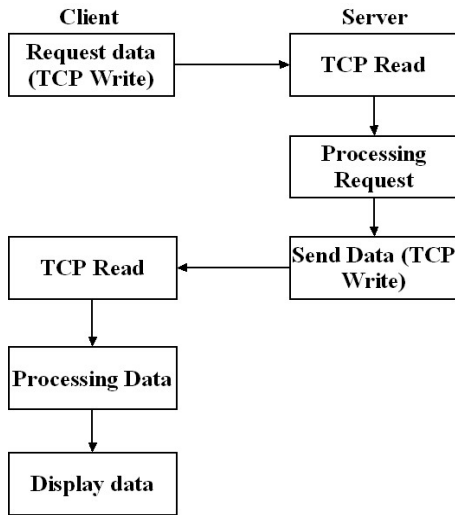 Client
Server
Request data
(TCP Write)
TCP Read
Processing
Request
Send Data (TCP
Write)
TCP Read
Processing Data
Display data